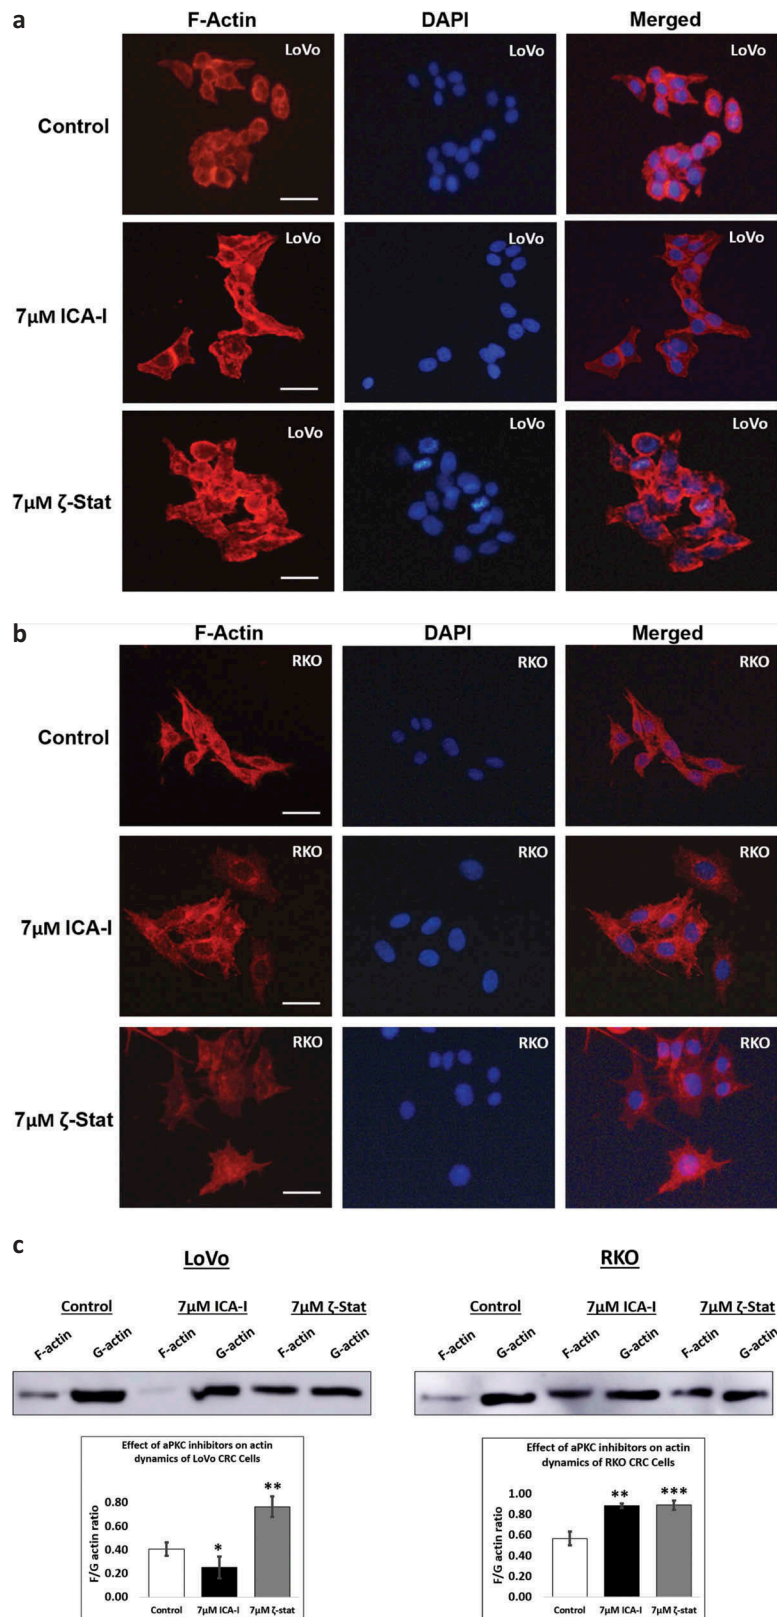 a
F-Actin DAPI Merged
Control LoVo LoVo LoVo
7µM ICA-I LoVo LoVo LoVo
7µM ζ-Stat LoVo LoVo LoVo
b
F-Actin DAPI Merged
Control RKO RKO RKO
7µM ICA-I RKO RKO RKO
7µM ζ-Stat RKO RKO RKO
c
LoVo
Control 7µM ICA-I 7µM ζ-Stat
F-actin G-actin F-actin G-actin F-actin G-actin
Effect of aPKC inhibitors on actin
dynamics of LoVo CRC Cells
F/G actin ratio
0.80
0.40
0.00
*
**
Control 7µM ICA-I 7µM ζ-stat
RKO
Control 7µM ICA-I 7µM ζ-Stat
F-actin G-actin F-actin G-actin F-actin G-actin
Effect of aPKC inhibitors on actin
dynamics of RKO CRC Cells
F/G actin ratio
1.00
0.80
0.60
0.40
0.20
0.00
**
***
Control 7µM ICA-I 7µM ζ-stat